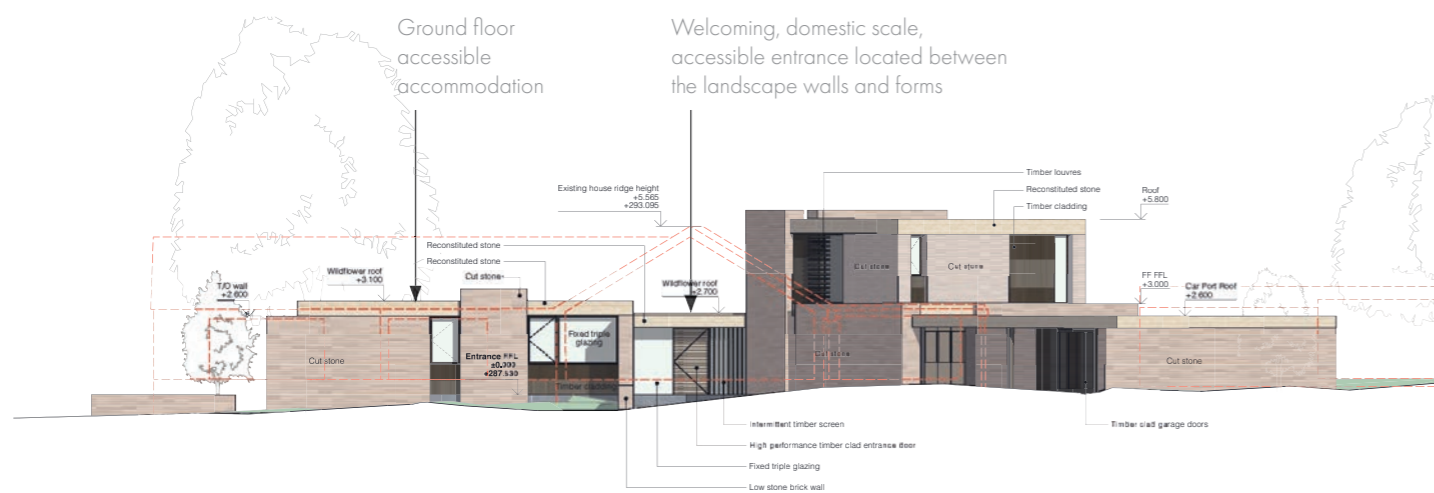 Ground floor
accessible
accommodation
Welcoming, domestic scale,
accessible entrance located between
the landscape walls and forms
Timber louvres
Reconstituted stone
Timber cladding
Roof
+5.800
Existing house ridge height
+5.565
+293.095
Reconstituted stone
Reconstituted stone
Cut stone
Wildflower roof
+3.100
T/O wall
+2.600
Wildflower roof
+2.700
Cut stone
Cut stone
FF FFL
+3.000
Car Port Roof
+2.600
Fixed triple
glazing
Cut stone
Entrance FFL
±0.000
+287.530
Timber cladding
Cut stone
Cut stone
Intermittent timber screen
High performance timber clad entrance door
Fixed triple glazing
Low stone brick wall
Timber clad garage doors